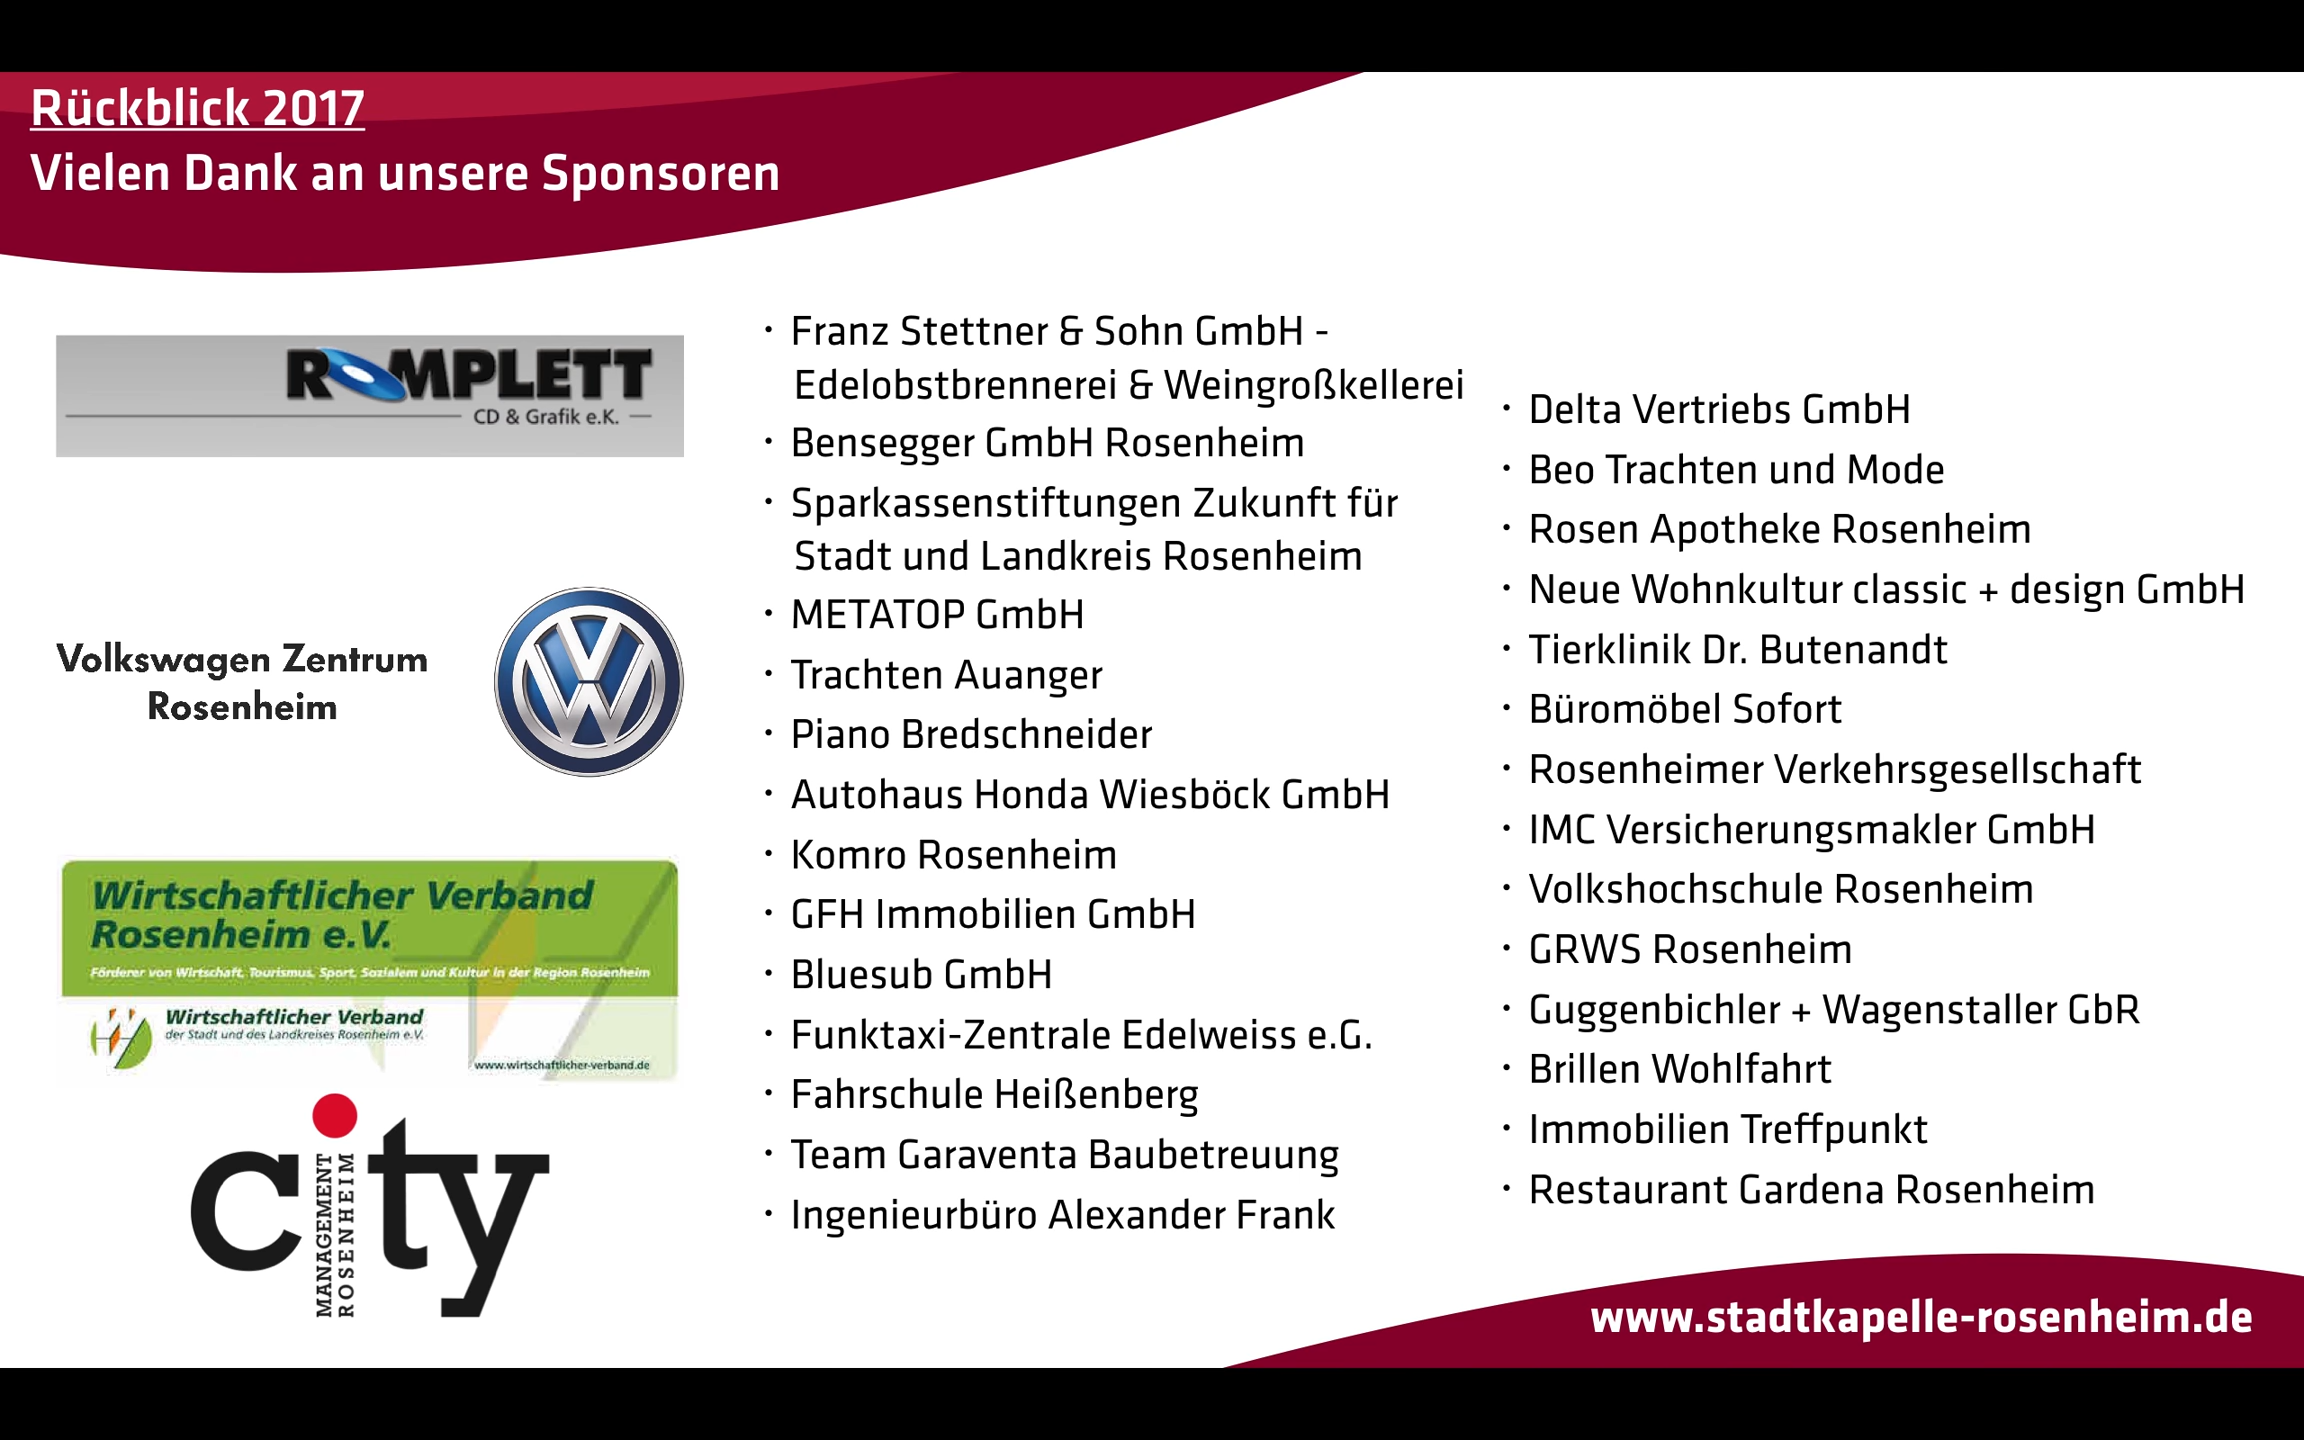 Rückblick 2017
Vielen Dank an unsere Sponsoren
ROMPLETT
CD & Grafik e.K.
Volkswagen Zentrum
Rosenheim
Wirtschaftlicher Verband
Rosenheim e.V.
Förderer von Wirtschaft, Tourismus, Sport, Sozialem und Kultur in der Region Rosenheim
Wirtschaftlicher Verband
der Stadt und des Landkreises Rosenheim e.V.
www.wirtschaftlicher-verband.de
city
MANAGEMENT
ROSENHEIM
· Franz Stettner & Sohn GmbH -
Edelobstbrennerei & Weingroßkellerei
· Bensegger GmbH Rosenheim
· Sparkassenstiftungen Zukunft für
Stadt und Landkreis Rosenheim
· METATOP GmbH
· Trachten Auanger
· Piano Bredschneider
· Autohaus Honda Wiesböck GmbH
· Komro Rosenheim
· GFH Immobilien GmbH
· Bluesub GmbH
· Funktaxi-Zentrale Edelweiss e.G.
· Fahrschule Heißenberg
· Team Garaventa Baubetreuung
· Ingenieurbüro Alexander Frank
· Delta Vertriebs GmbH
· Beo Trachten und Mode
· Rosen Apotheke Rosenheim
· Neue Wohnkultur classic + design GmbH
· Tierklinik Dr. Butenandt
· Büromöbel Sofort
· Rosenheimer Verkehrsgesellschaft
· IMC Versicherungsmakler GmbH
· Volkshochschule Rosenheim
· GRWS Rosenheim
· Guggenbichler + Wagenstaller GbR
· Brillen Wohlfahrt
· Immobilien Treffpunkt
· Restaurant Gardena Rosenheim
www.stadtkapelle-rosenheim.de